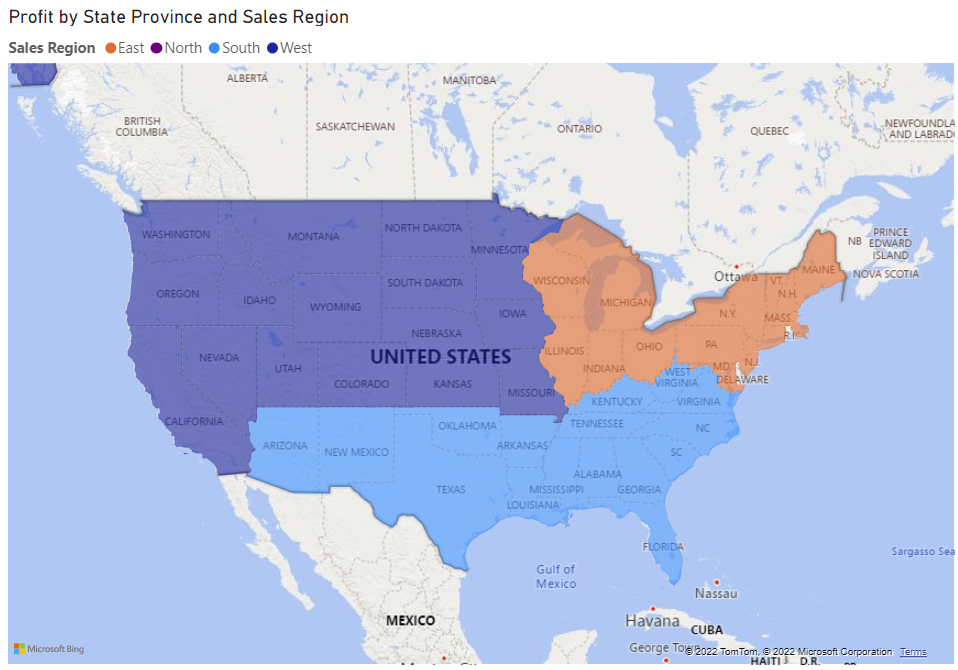 Profit by State Province and Sales Region
Sales Region East North South West
ALBERTA
MANITOBA
BRITISH
COLUMBIA
SASKATCHEWAN
ONTARIO
QUEBEC
NEWFOUNDLA
AND LABRAD
WASHINGTON
MONTANA
NORTH DAKOTA
MINNESOTA
NB
PRINCE
EDWARD
ISLAND
NOVA SCOTIA
Ottawa
MAINE
VT.
N.H.
OREGON
IDAHO
WYOMING
SOUTH DAKOTA
WISCONSIN
MICHIGAN
N.Y.
MASS.
R.I.
IOWA
NEBRASKA
ILLINOIS
INDIANA
OHIO
PA
N.J.
MD
DELAWARE
NEVADA
UTAH
UNITED STATES
COLORADO
KANSAS
MISSOURI
WEST
VIRGINIA
KENTUCKY
VIRGINIA
CALIFORNIA
ARIZONA
NEW MEXICO
OKLAHOMA
ARKANSAS
TENNESSEE
NC
SC
TEXAS
MISSISSIPPI
ALABAMA
GEORGIA
LOUISIANA
FLORIDA
Gulf of
Mexico
Sargasso Sea
Nassau
MEXICO
Havana
CUBA
George Town
Microsoft Bing
© 2022 TomTom, © 2022 Microsoft Corporation Terms
HAITI
D.R.